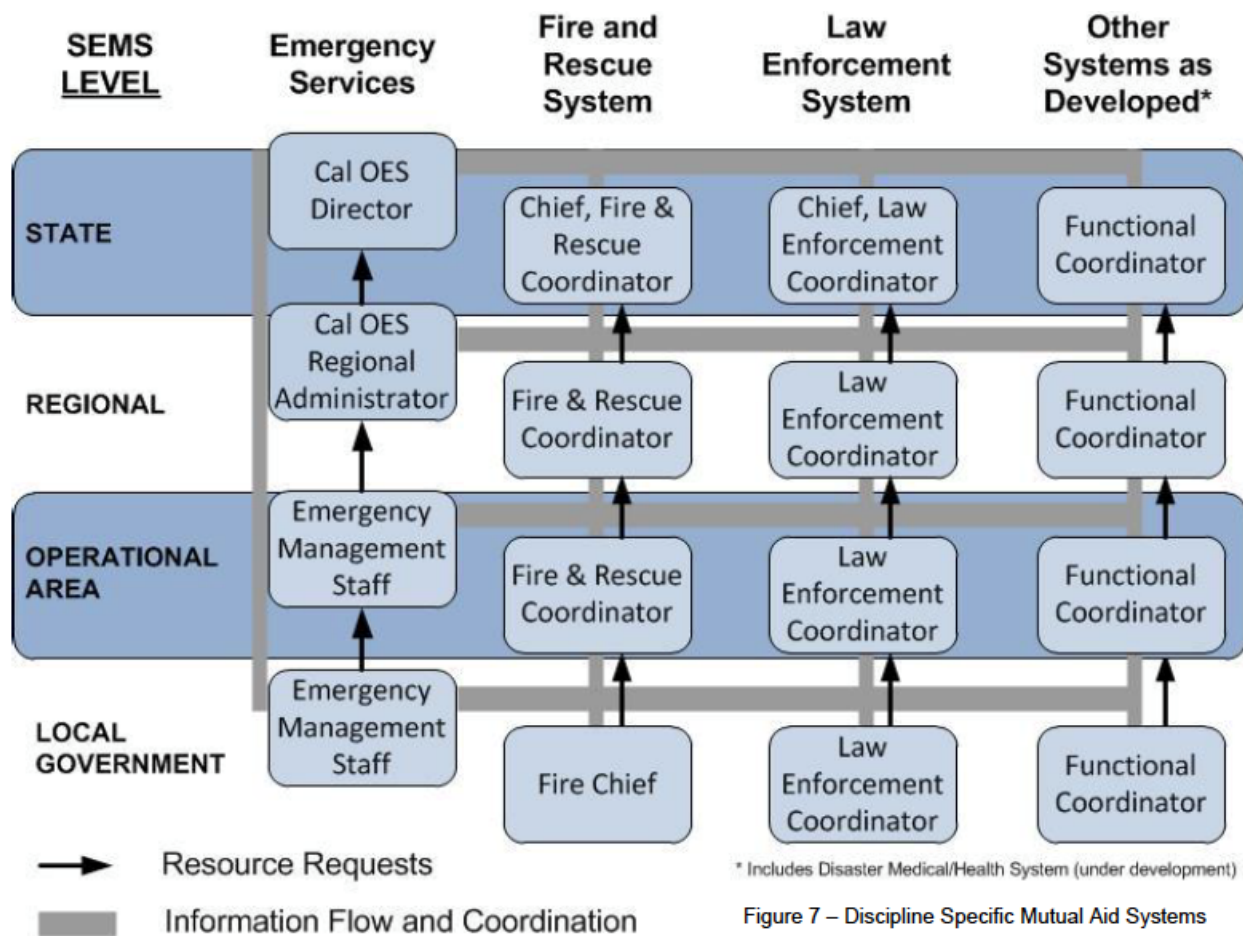 SEMS
LEVEL
Emergency
Services
Fire and
Rescue
System
Law
Enforcement
System
Other
Systems as
Developed*
STATE
Cal OES
Director
Chief, Fire &
Rescue
Coordinator
Chief, Law
Enforcement
Coordinator
Functional
Coordinator
REGIONAL
Cal OES
Regional
Administrator
Fire & Rescue
Coordinator
Law
Enforcement
Coordinator
Functional
Coordinator
OPERATIONAL
AREA
Emergency
Management
Staff
Fire & Rescue
Coordinator
Law
Enforcement
Coordinator
Functional
Coordinator
LOCAL
GOVERNMENT
Emergency
Management
Staff
Fire Chief
Law
Enforcement
Coordinator
Functional
Coordinator
Resource Requests
* Includes Disaster Medical/Health System (under development)
Information Flow and Coordination
Figure 7 – Discipline Specific Mutual Aid Systems